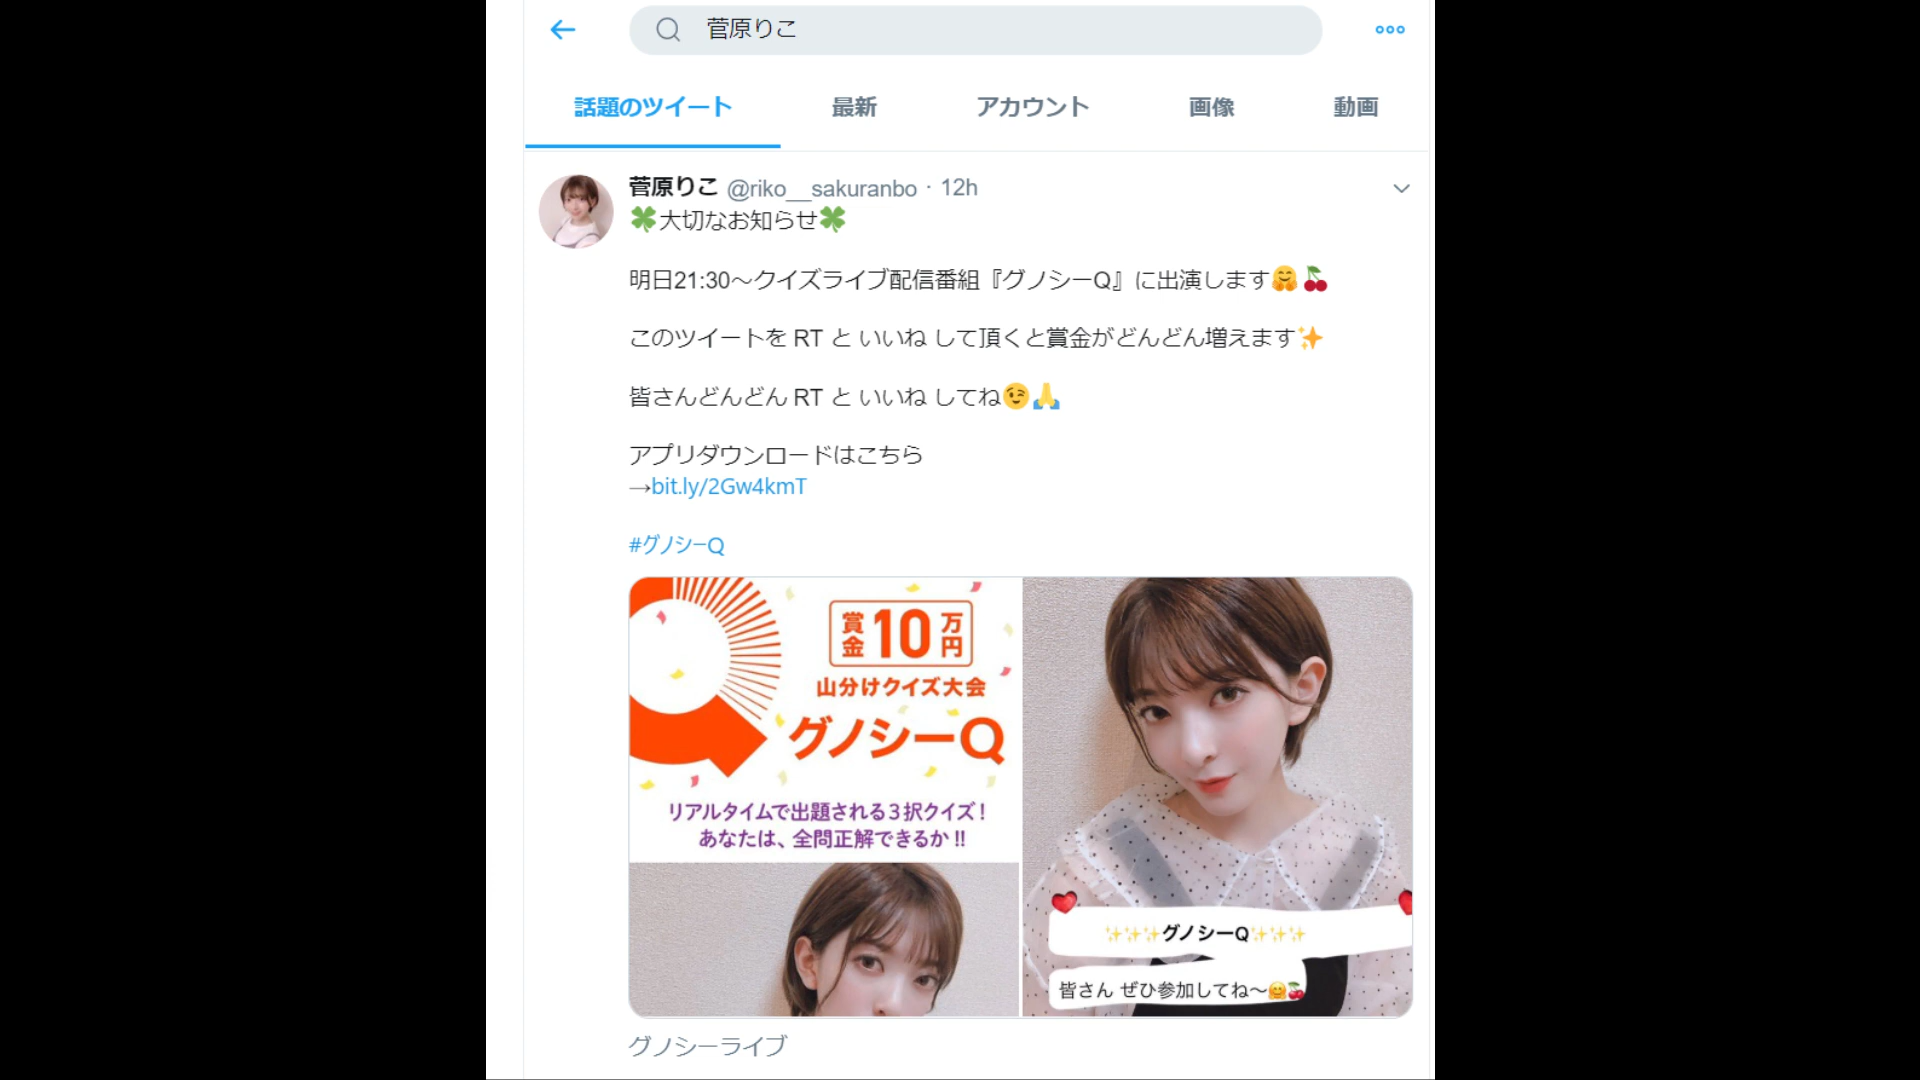 菅原りこ
話題のツイート 最新 アカウント 画像 動画
菅原りこ @riko__sakuranbo · 12h
🍀大切なお知らせ🍀
明日21:30〜クイズライブ配信番組『グノシーQ』に出演します🤗🍒
このツイートを RT と いいね して頂くと賞金がどんどん増えます✨
皆さんどんどん RT と いいね してね😉🙏
アプリダウンロードはこちら
→bit.ly/2Gw4kmT
#グノシーQ
賞金10万円
山分けクイズ大会
グノシーQ
リアルタイムで出題される3択クイズ!
あなたは、全問正解できるか!!
✨✨✨グノシーQ✨✨✨
皆さん ぜひ参加してね〜🤗🍒
グノシーライブ